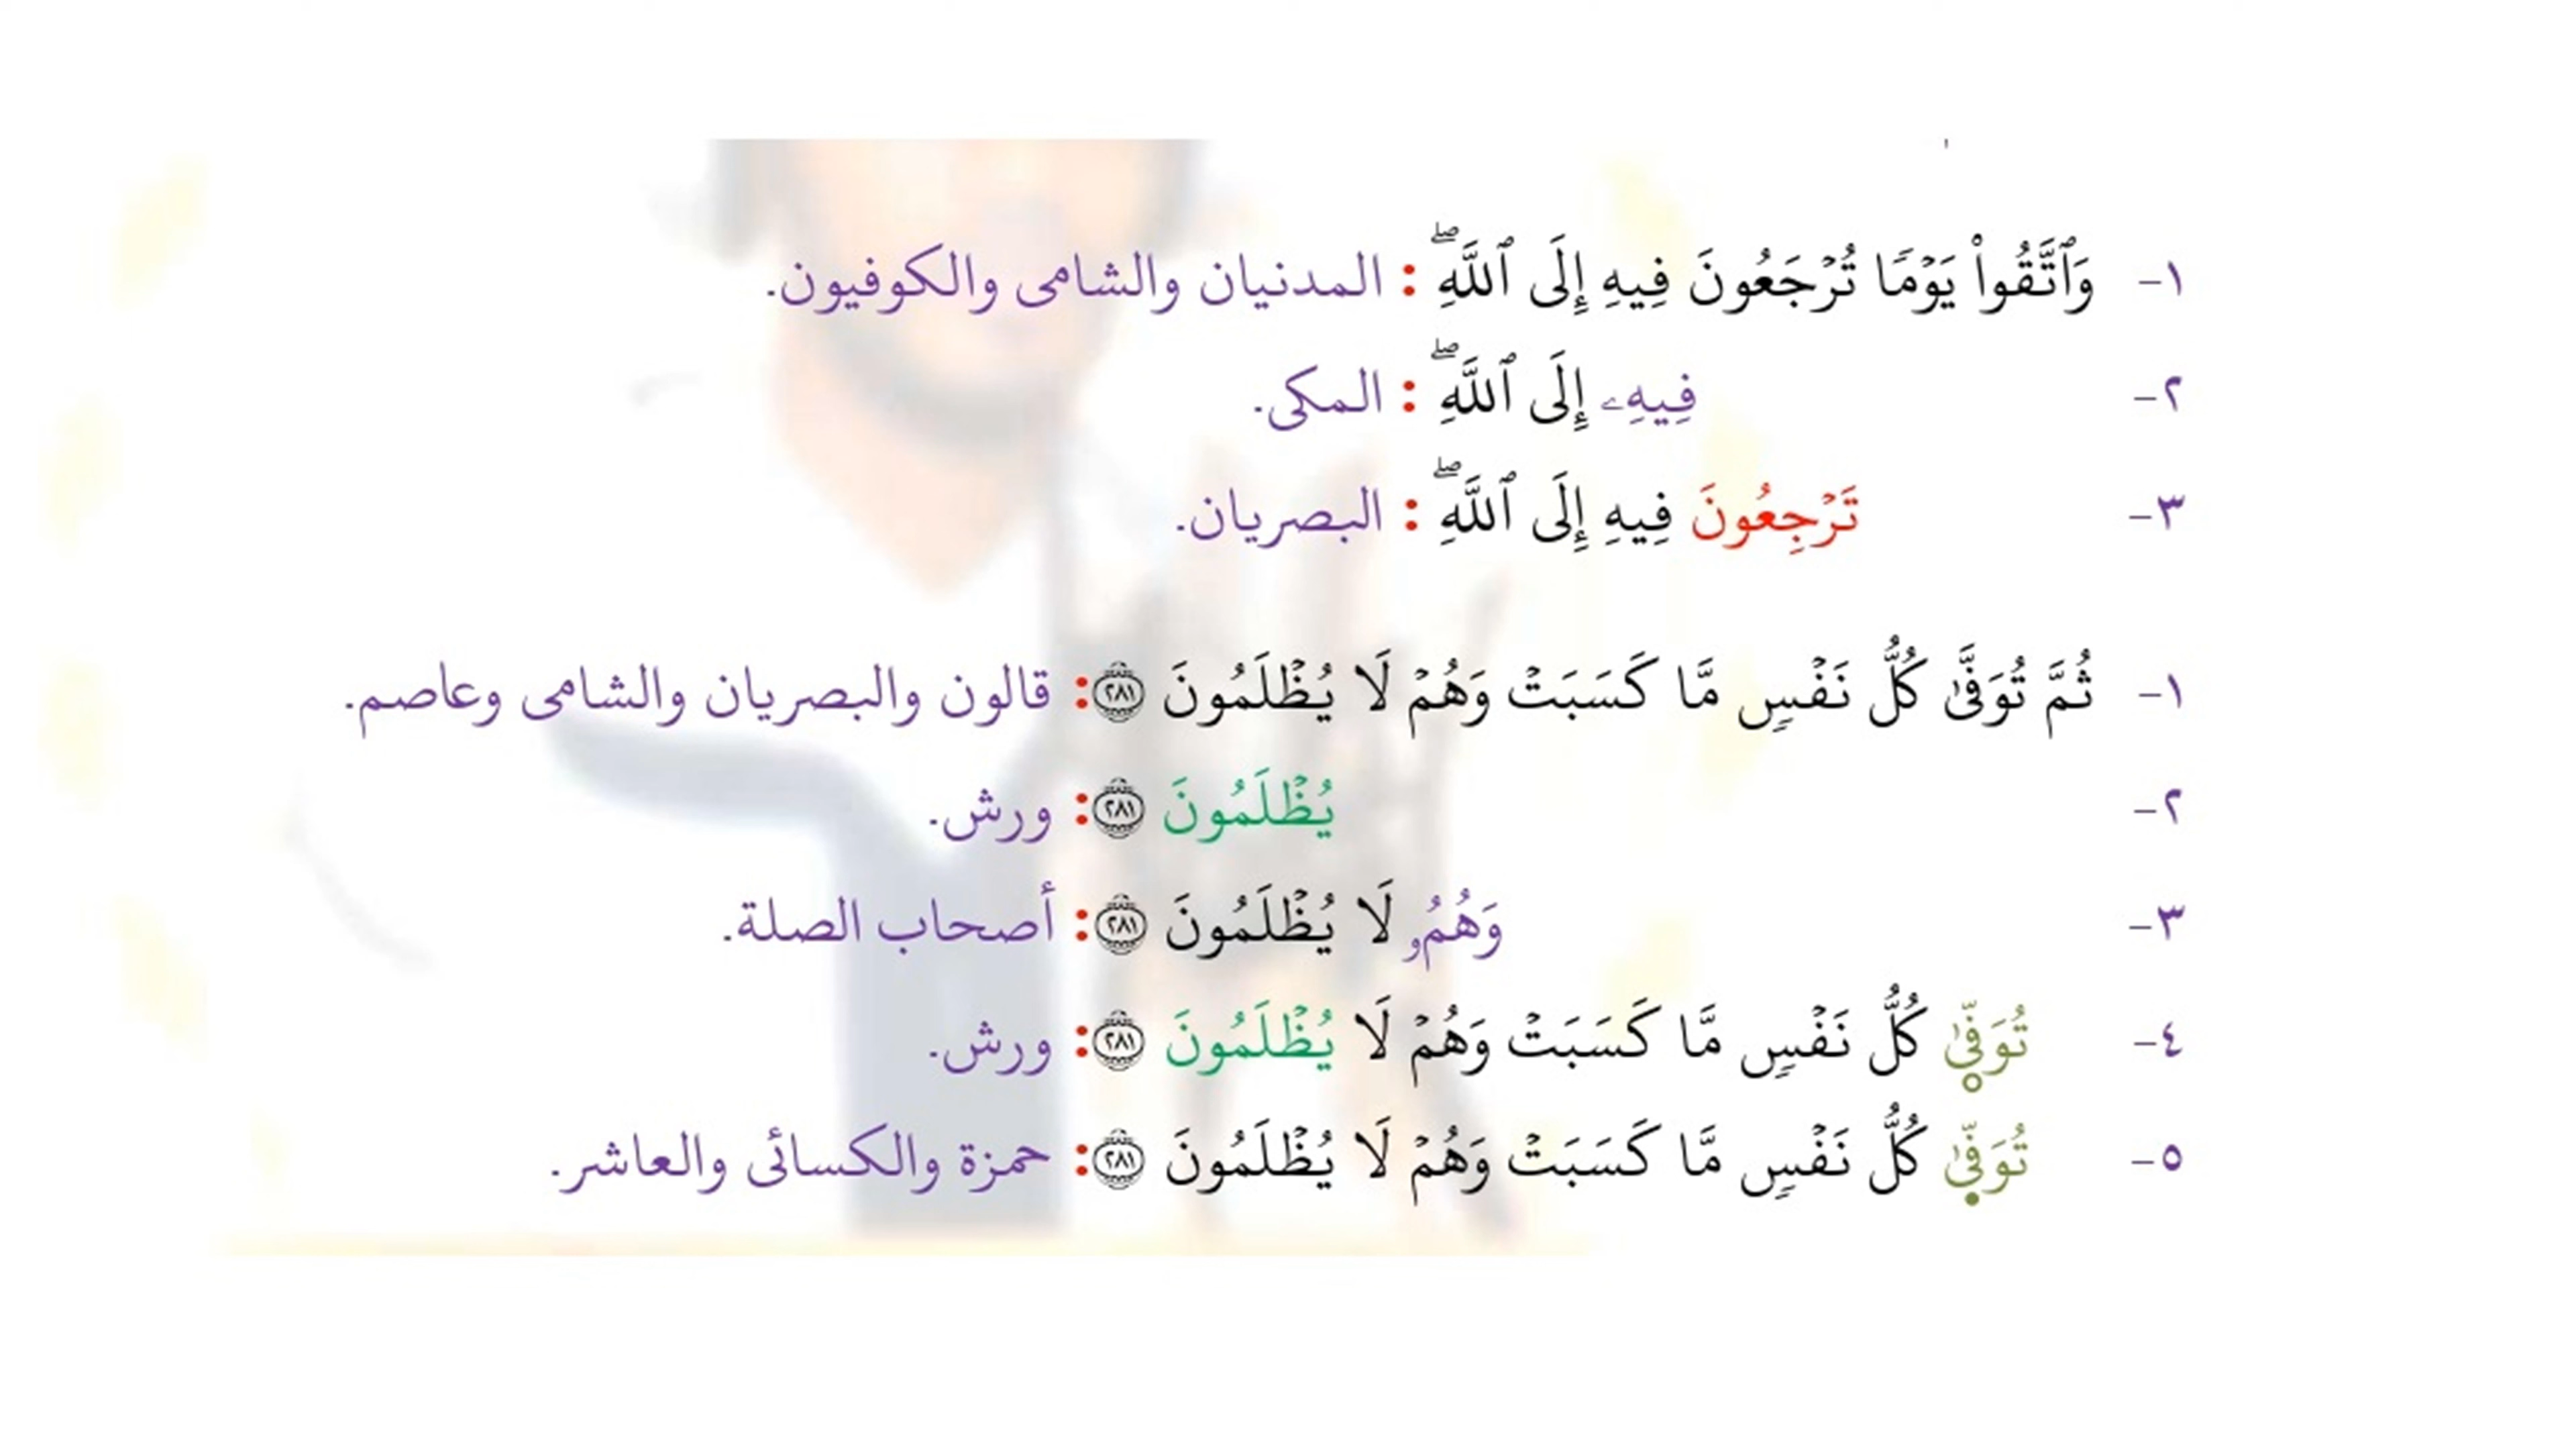 ١- وَٱتَّقُوا۟ يَوْمًا تُرْجَعُونَ فِيهِ إِلَى ٱللَّهِ ۖ : المدنيان والشامى والكوفيون.
٢- فِيهِۦ إِلَى ٱللَّهِ ۖ : المكى.
٣- تَرْجِعُونَ فِيهِ إِلَى ٱللَّهِ ۖ : البصريان.
١- ثُمَّ تُوَفَّىٰ كُلُّ نَفْسٍ مَّا كَسَبَتْ وَهُمْ لَا يُظْلَمُونَ ٢٨١ : قالون والبصريان والشامى وعاصم.
٢- يُظْلَمُونَ ٢٨١ : ورش.
٣- وَهُمُۥ لَا يُظْلَمُونَ ٢٨١ : أصحاب الصلة.
٤- تُوَفّىٰ كُلُّ نَفْسٍ مَّا كَسَبَتْ وَهُمْ لَا يُظْلَمُونَ ٢٨١ : ورش.
٥- تُوَفّىٰ كُلُّ نَفْسٍ مَّا كَسَبَتْ وَهُمْ لَا يُظْلَمُونَ ٢٨١ : حمزة والكسائى والعاشر.